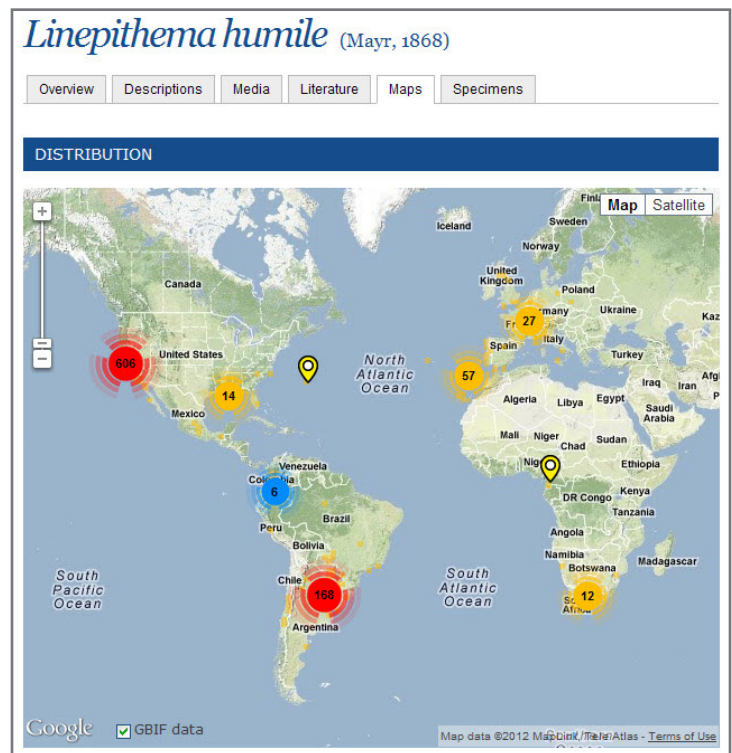 Linepithema humile (Mayr, 1868)
Overview Descriptions Media Literature Maps Specimens
DISTRIBUTION
+
Map Satellite
Iceland
Sweden
Norway
Canada
United
Kingdom
Poland
27
Ukraine
Italy
606
United States
Spain
Turkey
North
Atlantic
Ocean
57
14
Iraq
Iran
Algeria
Libya
Egypt
Saudi
Arabia
Mexico
Mali
Niger
Chad
Sudan
Venezuela
Ethiopia
6
DR Congo
Kenya
Tanzania
Peru
Brazil
Bolivia
Angola
Namibia
Botswana
Madagascar
South
Pacific
Ocean
Chile
168
South
Atlantic
Ocean
12
Argentina
Google
GBIF data
Map data ©2012 MapLink, Tele Atlas - Terms of Use